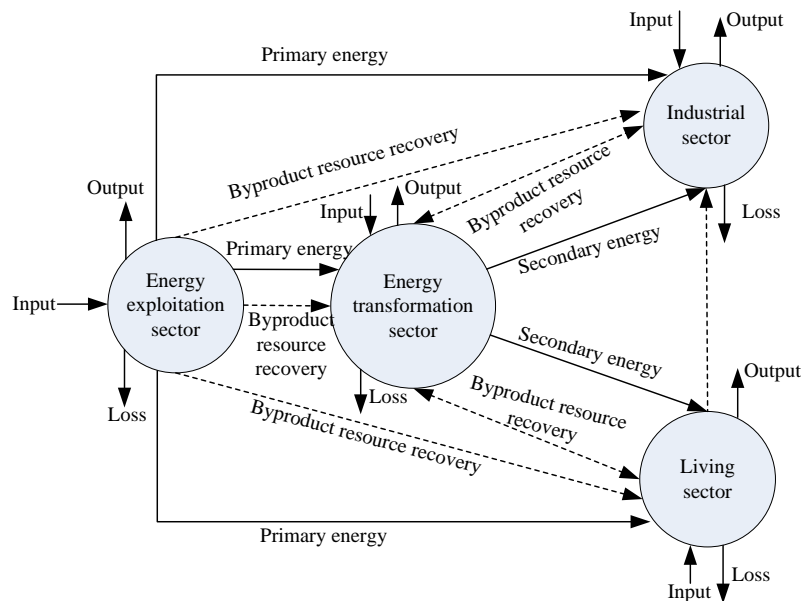 Input
Output
Primary energy
Industrial
sector
Byproduct resource recovery
Byproduct resource
recovery
Output
Output
Input
Loss
Primary energy
Secondary energy
Energy
exploitation
sector
Input
Energy
transformation
sector
Byproduct
resource
recovery
Secondary energy
Loss
Loss
Output
Byproduct resource
recovery
Byproduct resource recovery
Living
sector
Primary energy
Input
Loss